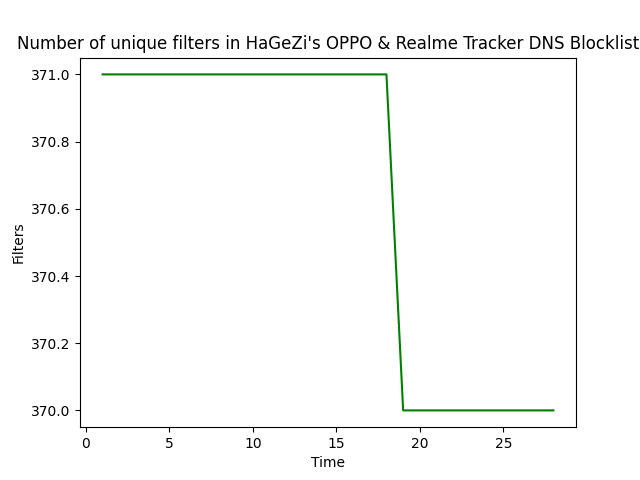 Number of unique filters in HaGeZi's OPPO & Realme Tracker DNS Blocklist
371.0
370.8
370.6
370.4
370.2
370.0
Filters
0 5 10 15 20 25
Time